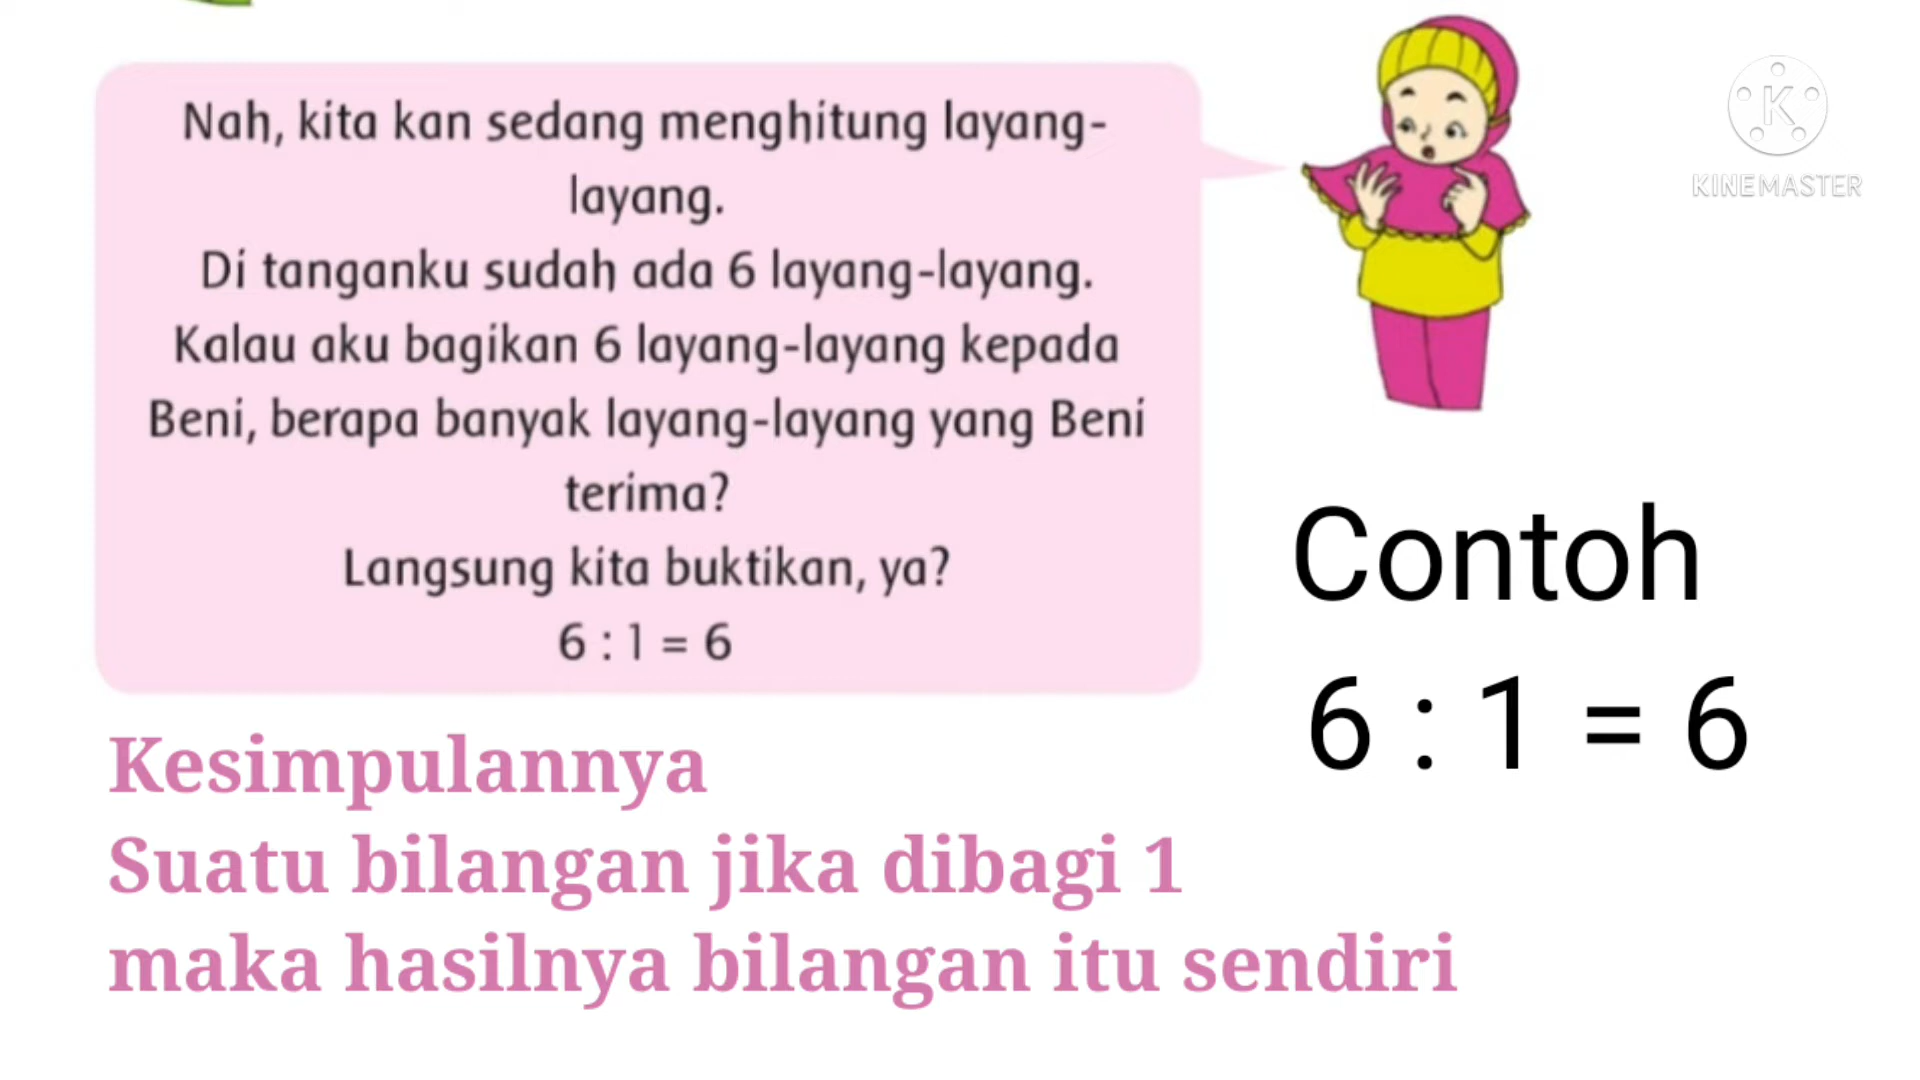 Nah, kita kan sedang menghitung layang-
layang.
Di tanganku sudah ada 6 layang-layang.
Kalau aku bagikan 6 layang-layang kepada
Beni, berapa banyak layang-layang yang Beni
terima?
Langsung kita buktikan, ya?
6 : 1 = 6
K
KINEMASTER
Contoh
6 : 1 = 6
Kesimpulannya
Suatu bilangan jika dibagi 1
maka hasilnya bilangan itu sendiri